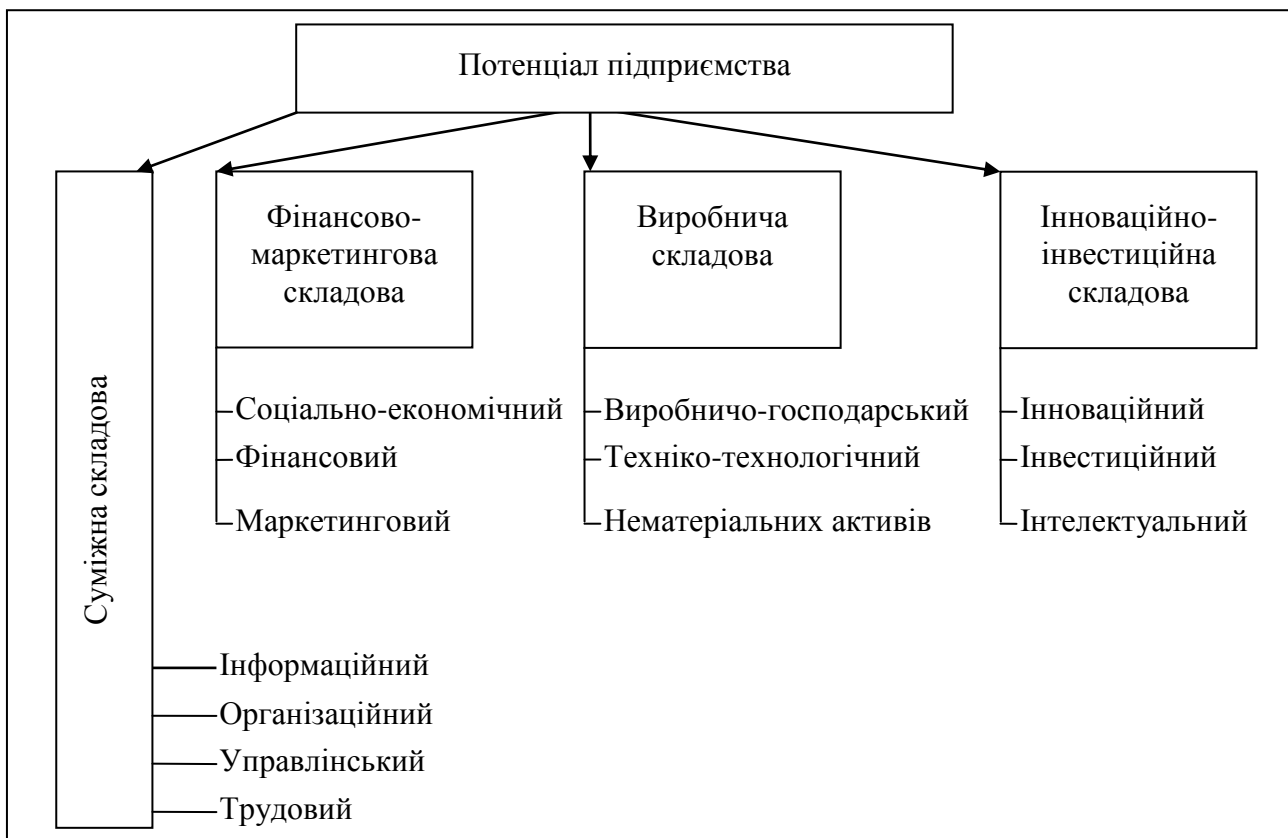 Потенціал підприємства
Фінансово-
маркетингова
складова
Виробнича
складова
Інноваційно-
інвестиційна
складова
Суміжна складова
Соціально-економічний
Фінансовий
Маркетинговий
Виробничо-господарський
Техніко-технологічний
Нематеріальних активів
Інноваційний
Інвестиційний
Інтелектуальний
Інформаційний
Організаційний
Управлінський
Трудовий